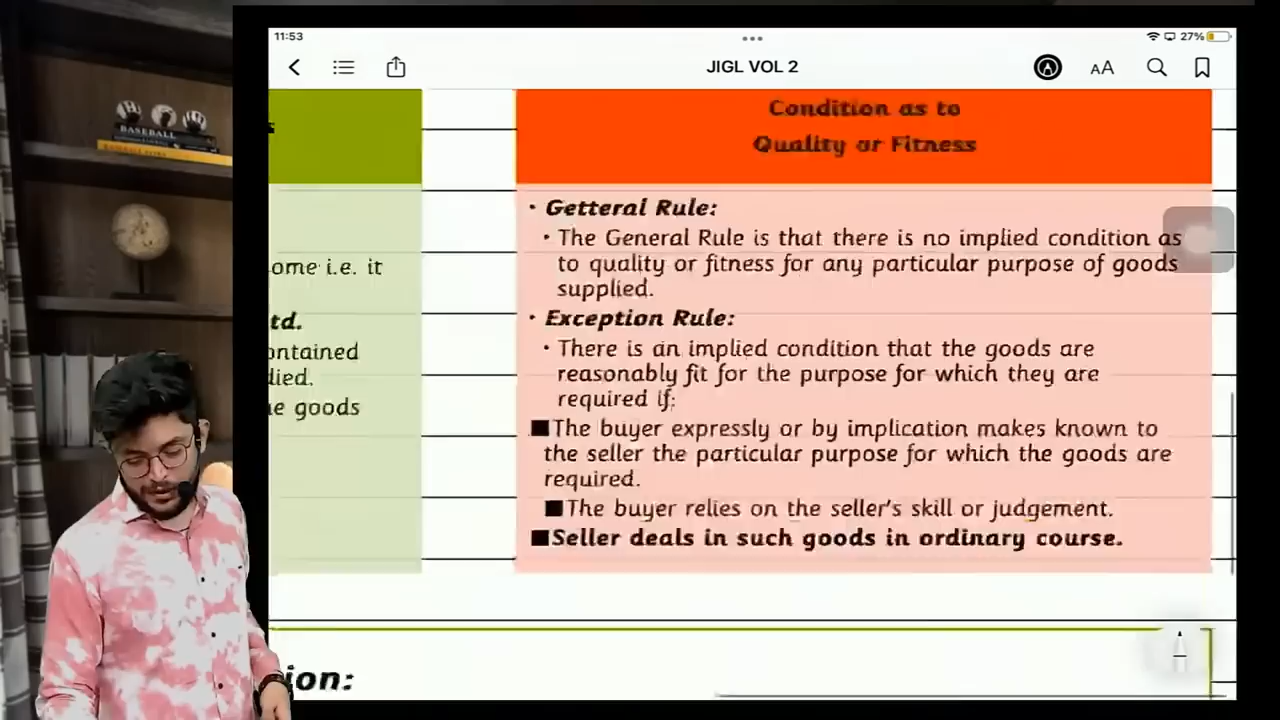 11:53
27%
JIGL VOL 2
AA
BASEBALL
Condition as to
Quality or Fitness
• Getteral Rule:
• The General Rule is that there is no implied condition as
to quality or fitness for any particular purpose of goods
supplied.
• Exception Rule:
• There is an implied condition that the goods are
reasonably fit for the purpose for which they are
required if;
■The buyer expressly or by implication makes known to
the seller the particular purpose for which the goods are
required.
■The buyer relies on the seller's skill or judgement.
■Seller deals in such goods in ordinary course.
ome i.e. it
td.
ontained
died.
e goods
ion: